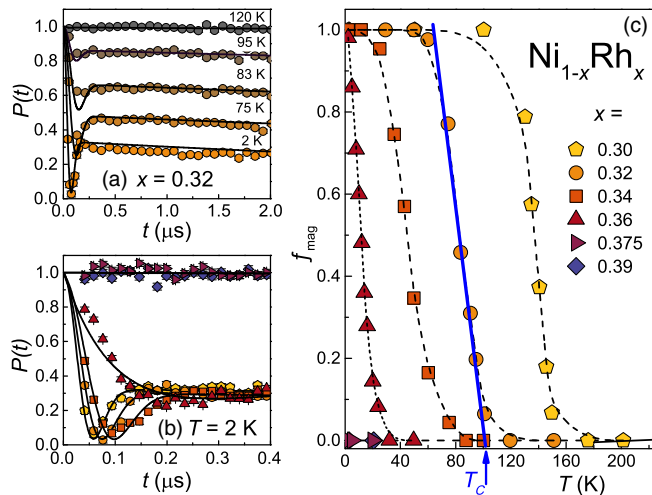 120 K
95 K
83 K
75 K
2 K
(a) x = 0.32
P(t)
1.0
0.8
0.6
0.4
0.2
0.0
0.0 0.5 1.0 1.5 2.0
t (μs)
P(t)
1.0
0.8
0.6
0.4
0.2
0.0
(b) T = 2 K
0.0 0.1 0.2 0.3 0.4
t (μs)
(c)
Ni1-xRhx
x =
0.30
0.32
0.34
0.36
0.375
0.39
fmag
1.0
0.8
0.6
0.4
0.2
0.0
0 40 80 120 160 200
TC
T (K)